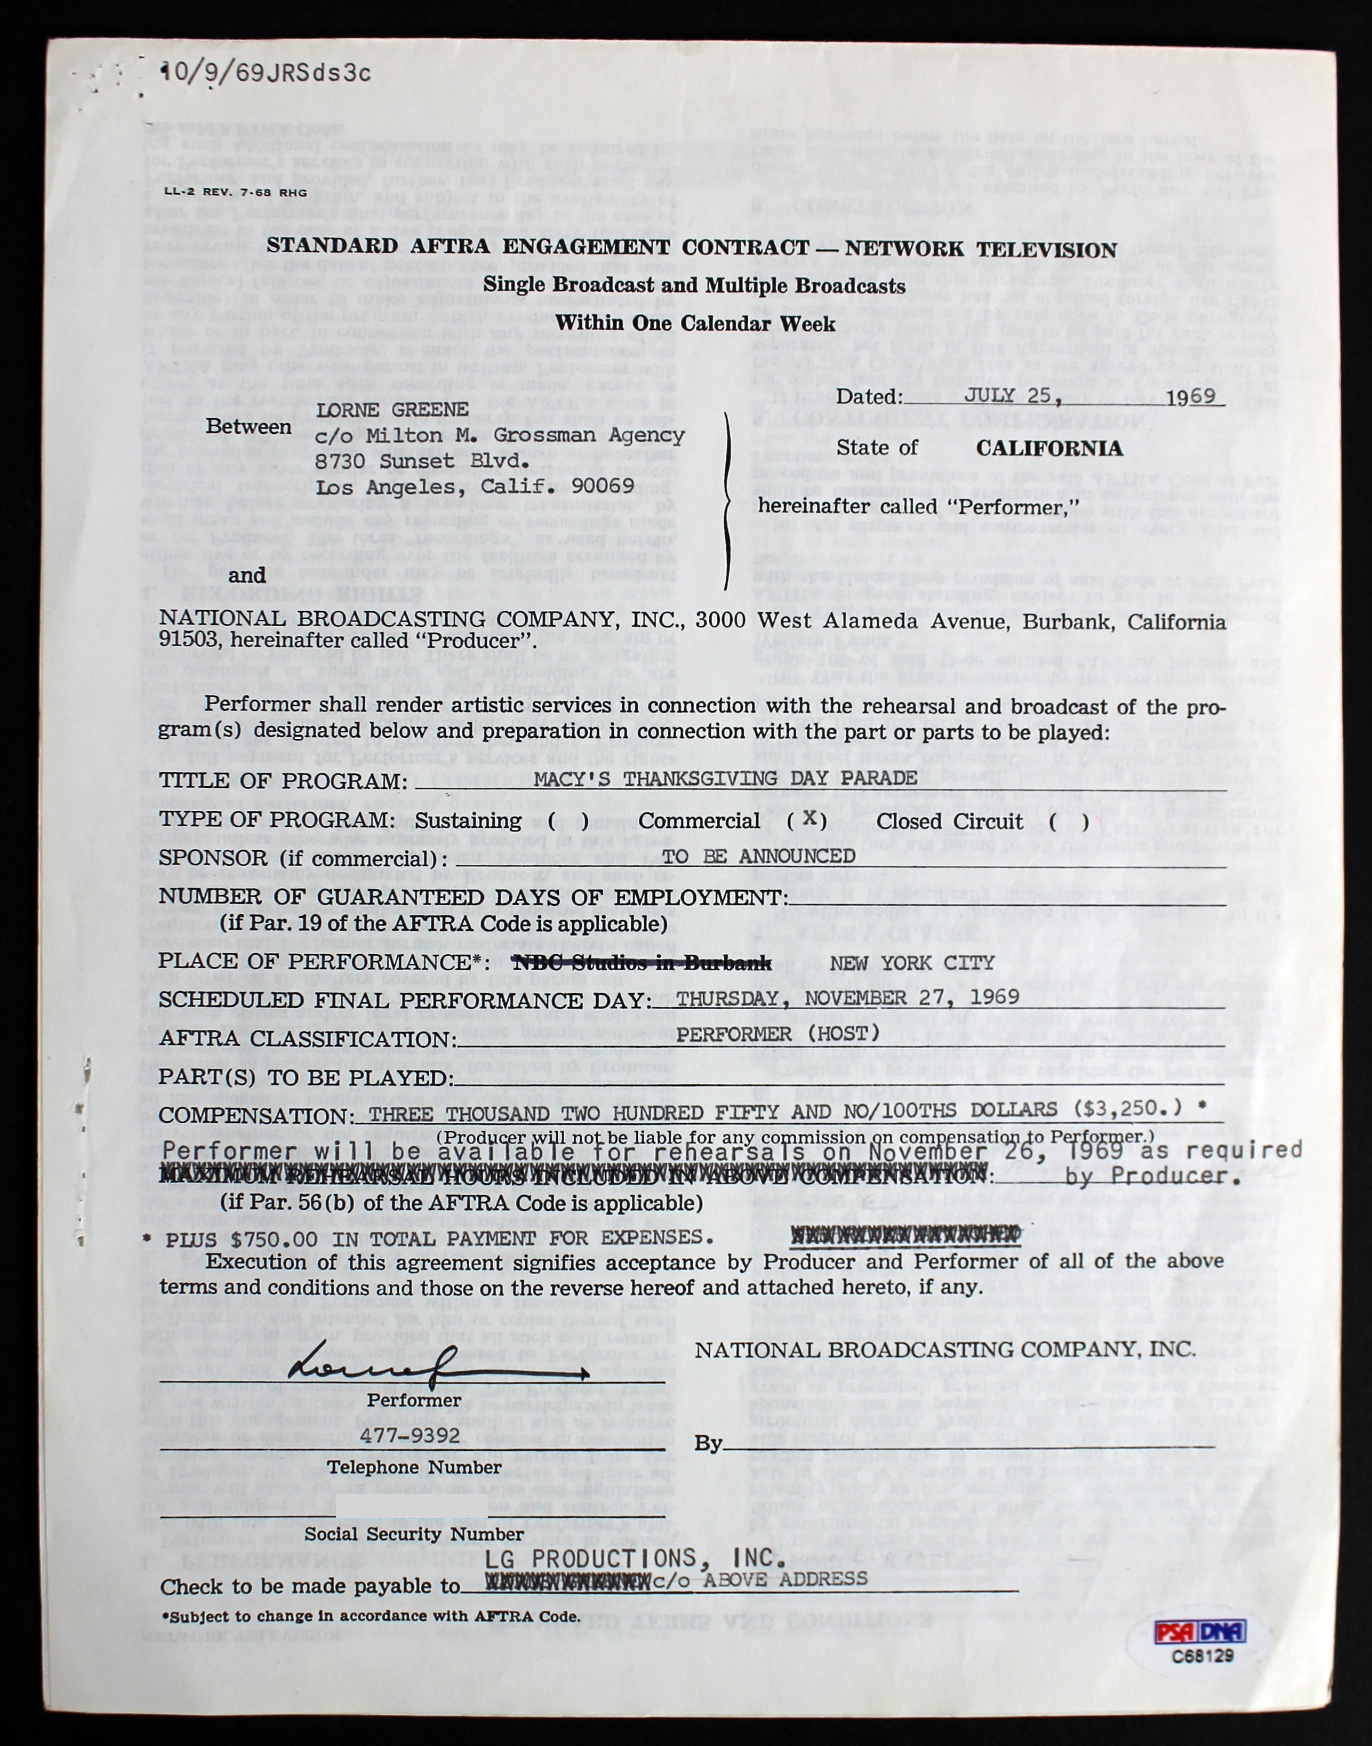 10/9/69JRSds3c
LL-2 REV. 7-68 RHG
STANDARD AFTRA ENGAGEMENT CONTRACT — NETWORK TELEVISION
Single Broadcast and Multiple Broadcasts
Within One Calendar Week
Dated: JULY 25, 1969
Between LORNE GREENE
c/o Milton M. Grossman Agency
8730 Sunset Blvd.
Los Angeles, Calif. 90069
State of CALIFORNIA
hereinafter called "Performer,"
and
NATIONAL BROADCASTING COMPANY, INC., 3000 West Alameda Avenue, Burbank, California
91503, hereinafter called "Producer".
Performer shall render artistic services in connection with the rehearsal and broadcast of the pro-
gram(s) designated below and preparation in connection with the part or parts to be played:
TITLE OF PROGRAM: MACY'S THANKSGIVING DAY PARADE
TYPE OF PROGRAM: Sustaining ( ) Commercial (X) Closed Circuit ( )
SPONSOR (if commercial): TO BE ANNOUNCED
NUMBER OF GUARANTEED DAYS OF EMPLOYMENT:
(if Par. 19 of the AFTRA Code is applicable)
PLACE OF PERFORMANCE*: NBC Studios in Burbank NEW YORK CITY
SCHEDULED FINAL PERFORMANCE DAY: THURSDAY, NOVEMBER 27, 1969
AFTRA CLASSIFICATION: PERFORMER (HOST)
PART(S) TO BE PLAYED:
COMPENSATION: THREE THOUSAND TWO HUNDRED FIFTY AND NO/100THS DOLLARS ($3,250.) *
(Producer will not be liable for any commission on compensation to Performer.)
Performer will be available for rehearsals on November 26, 1969 as required
MAXIMUM REHEARSAL HOURS INCLUDED IN ABOVE COMPENSATION: by Producer.
(if Par. 56(b) of the AFTRA Code is applicable)
* PLUS $750.00 IN TOTAL PAYMENT FOR EXPENSES.
Execution of this agreement signifies acceptance by Producer and Performer of all of the above
terms and conditions and those on the reverse hereof and attached hereto, if any.
NATIONAL BROADCASTING COMPANY, INC.
Performer
477-9392
By
Telephone Number
Social Security Number
LG PRODUCTIONS, INC.
Check to be made payable to c/o ABOVE ADDRESS
*Subject to change in accordance with AFTRA Code.
PSA DNA
C68129